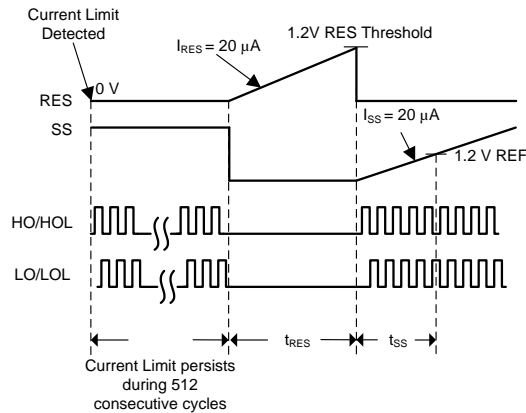 Current Limit
Detected
I_RES = 20 μA
1.2V RES Threshold
0 V
RES
SS
I_SS = 20 μA
1.2 V REF
HO/HOL
LO/LOL
t_RES
t_SS
Current Limit persists
during 512
consecutive cycles